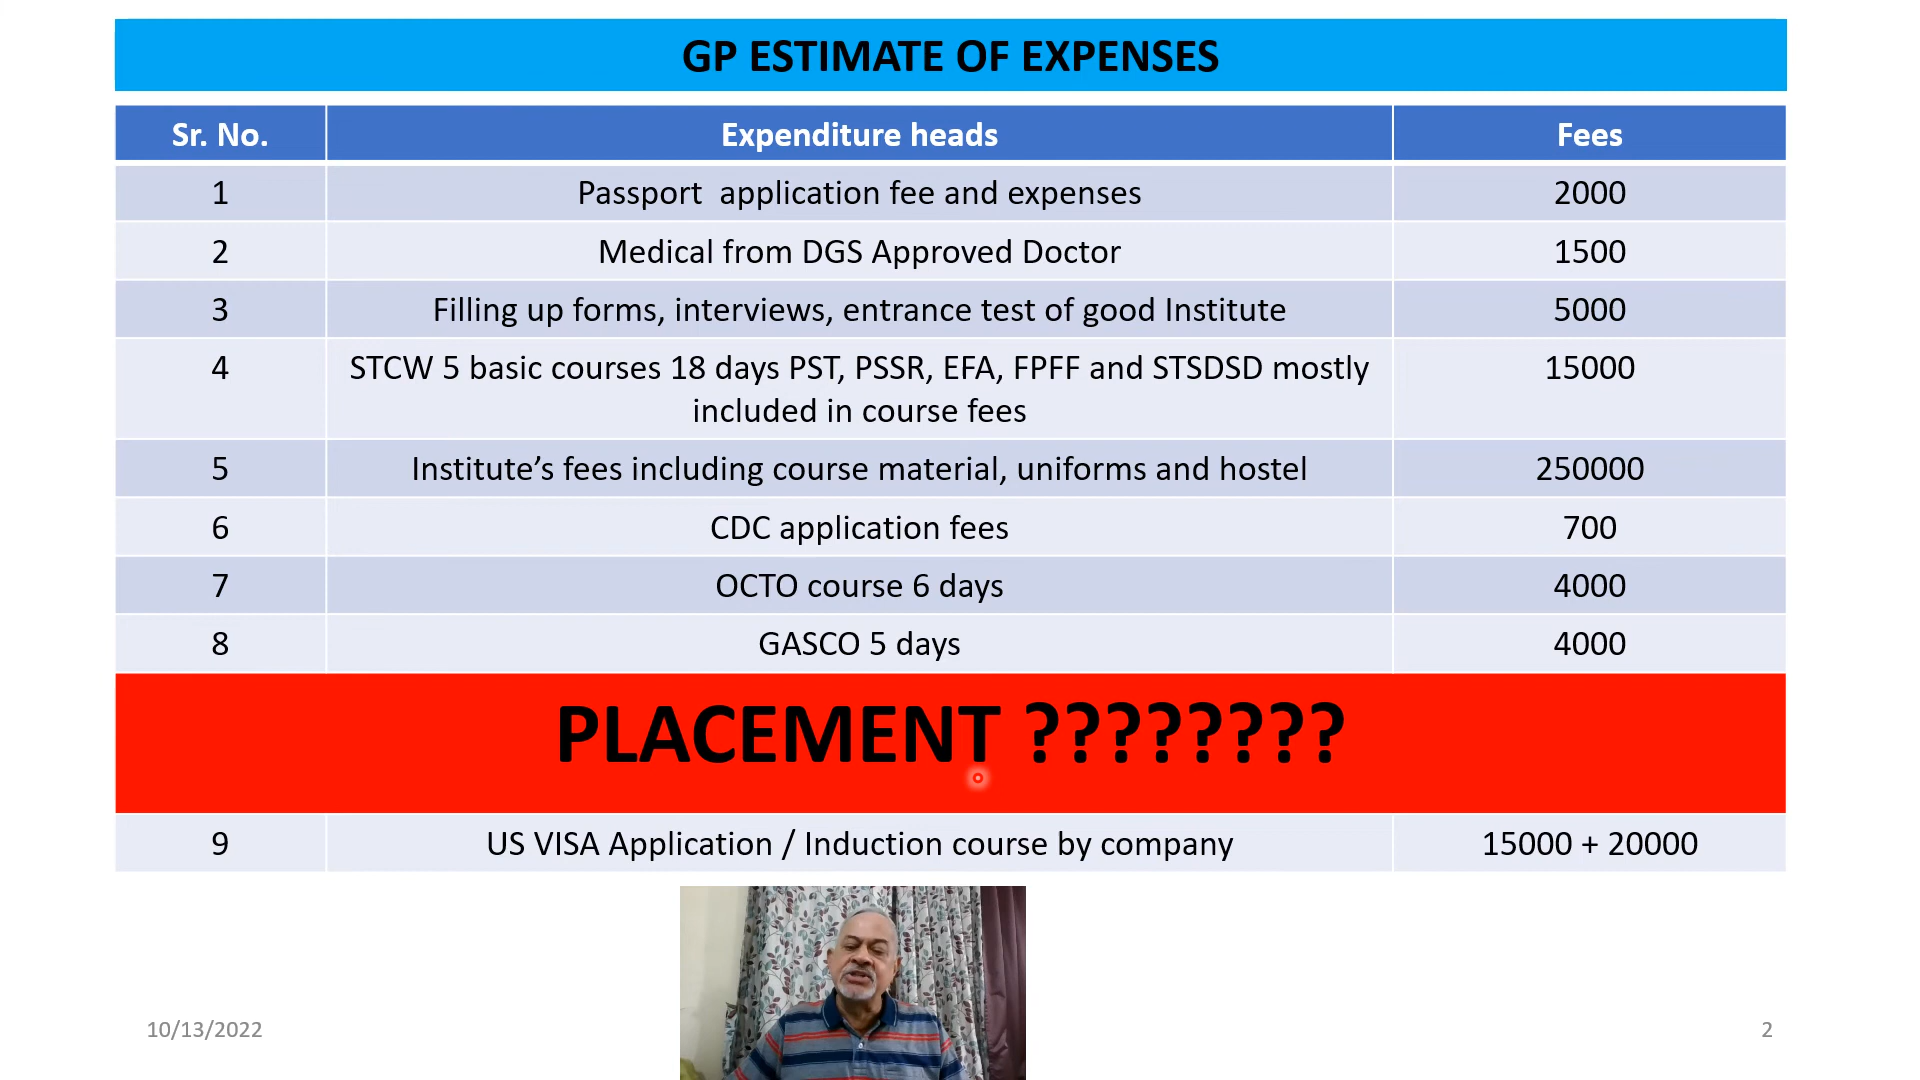 GP ESTIMATE OF EXPENSES
Sr. No. Expenditure heads Fees
1 Passport application fee and expenses 2000
2 Medical from DGS Approved Doctor 1500
3 Filling up forms, interviews, entrance test of good Institute 5000
4 STCW 5 basic courses 18 days PST, PSSR, EFA, FPFF and STSDSD mostly 15000
included in course fees
5 Institute’s fees including course material, uniforms and hostel 250000
6 CDC application fees 700
7 OCTO course 6 days 4000
8 GASCO 5 days 4000
PLACEMENT ????????
9 US VISA Application / Induction course by company 15000 + 20000
10/13/2022 2